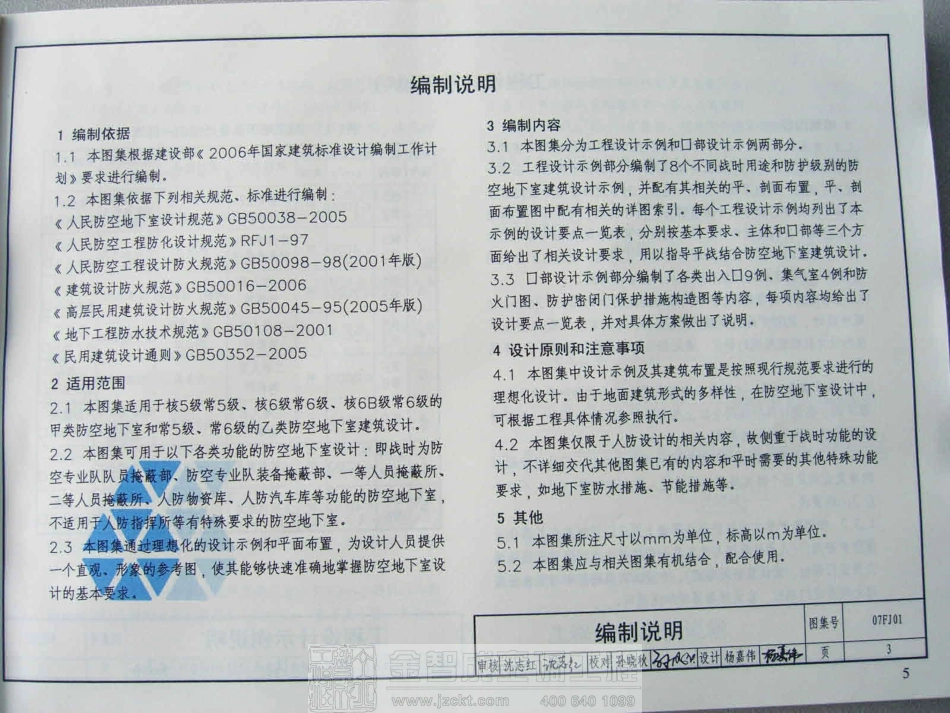 编制说明
1 编制依据
1.1 本图集根据建设部《2006年国家建筑标准设计编制工作计
划》要求进行编制。
1.2 本图集依据下列相关规范、标准进行编制：
《人民防空地下室设计规范》GB50038-2005
《人民防空工程防化设计规范》RFJ1-97
《人民防空工程设计防火规范》GB50098-98(2001年版)
《建筑设计防火规范》GB50016-2006
《高层民用建筑设计防火规范》GB50045-95(2005年版)
《地下工程防水技术规范》GB50108-2001
《民用建筑设计通则》GB50352-2005
2 适用范围
2.1 本图集适用于核5级常5级、核6级常6级、核6B级常6级的
甲类防空地下室和常5级、常6级的乙类防空地下室建筑设计。
2.2 本图集可用于以下各类功能的防空地下室设计：即战时为防
空专业队队员掩蔽部、防空专业队装备掩蔽部、一等人员掩蔽所、
二等人员掩蔽所、人防物资库、人防汽车库等功能的防空地下室，
不适用于人防指挥所等有特殊要求的防空地下室。
2.3 本图集通过理想化的设计示例和平面布置，为设计人员提供
一个直观、形象的参考图，使其能够快速准确地掌握防空地下室设
计的基本要求。
3 编制内容
3.1 本图集分为工程设计示例和口部设计示例两部分。
3.2 工程设计示例部分编制了8个不同战时用途和防护级别的防
空地下室建筑设计示例，并配有其相关的平、剖面布置，平、剖
面布置图中配有相关的详图索引。每个工程设计示例均列出了本
示例的设计要点一览表，分别按基本要求、主体和口部等三个方
面给出了相关设计要求，用以指导平战结合防空地下室建筑设计。
3.3 口部设计示例部分编制了各类出入口9例、集气室4例和防
火门图、防护密闭门保护措施构造图等内容，每项内容均给出了
设计要点一览表，并对具体方案做出了说明。
4 设计原则和注意事项
4.1 本图集中设计示例及其建筑布置是按照现行规范要求进行的
理想化设计。由于地面建筑形式的多样性，在防空地下室设计中，
可根据工程具体情况参照执行。
4.2 本图集仅限于人防设计的相关内容，故侧重于战时功能的设
计，不详细交代其他图集已有的内容和平时需要的其他特殊功能
要求，如地下室防水措施、节能措施等。
5 其他
5.1 本图集所注尺寸以mm为单位，标高以m为单位。
5.2 本图集应与相关图集有机结合，配合使用。
编制说明 图集号 07FJ01
审核 沈志红 校对 孙晓秋 设计 杨嘉伟 杨嘉伟 页 3
5
www.jzekt.com 400 640 1099